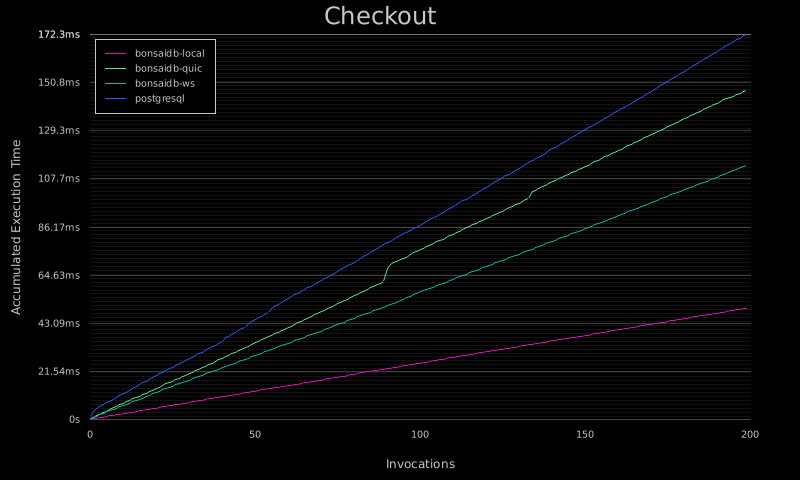 Checkout
172.3ms
150.8ms
129.3ms
107.7ms
86.17ms
64.63ms
43.09ms
21.54ms
0s
bonsaidb-local
bonsaidb-quic
bonsaidb-ws
postgresql
Accumulated Execution Time
0
50
100
150
200
Invocations